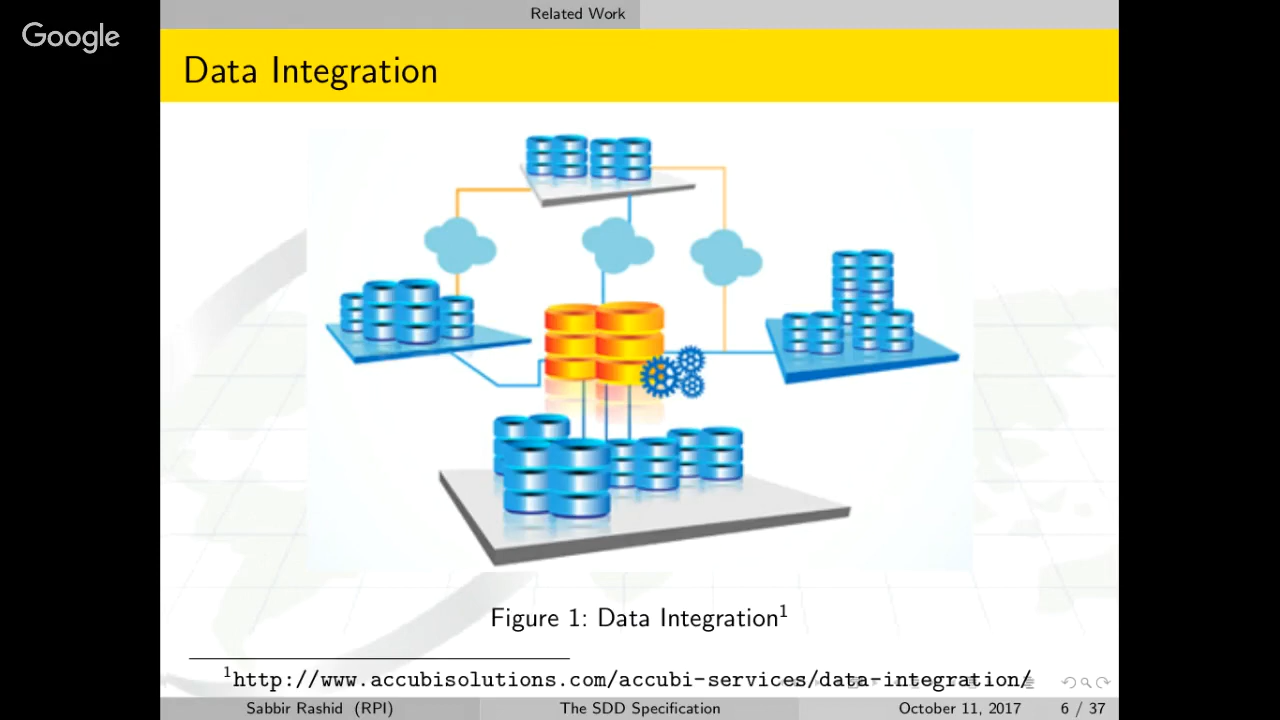 Related Work
Google
Data Integration
Figure 1: Data Integration1
1http://www.accubisolutions.com/accubi-services/data-integration/
Sabbir Rashid (RPI)
The SDD Specification
October 11, 2017
6 / 37